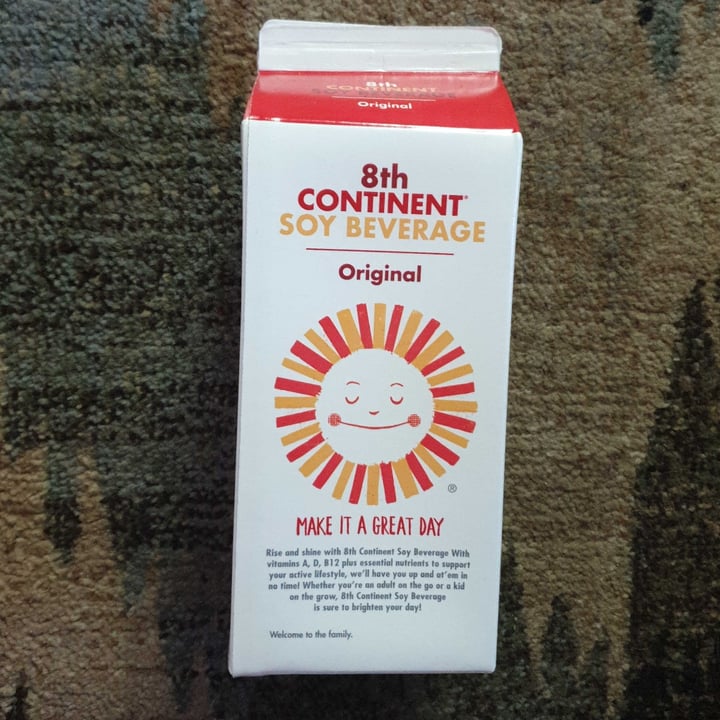 8th
CONTINENT
SOY BEVERAGE
Original
8th
CONTINENT®
SOY BEVERAGE
Original
®
MAKE IT A GREAT DAY
Rise and shine with 8th Continent Soy Beverage With
vitamins A, D, B12 plus essential nutrients to support
your active lifestyle, we'll have you up and at'em in
no time! Whether you're an adult on the go or a kid
on the grow, 8th Continent Soy Beverage
is sure to brighten your day!
Welcome to the family.